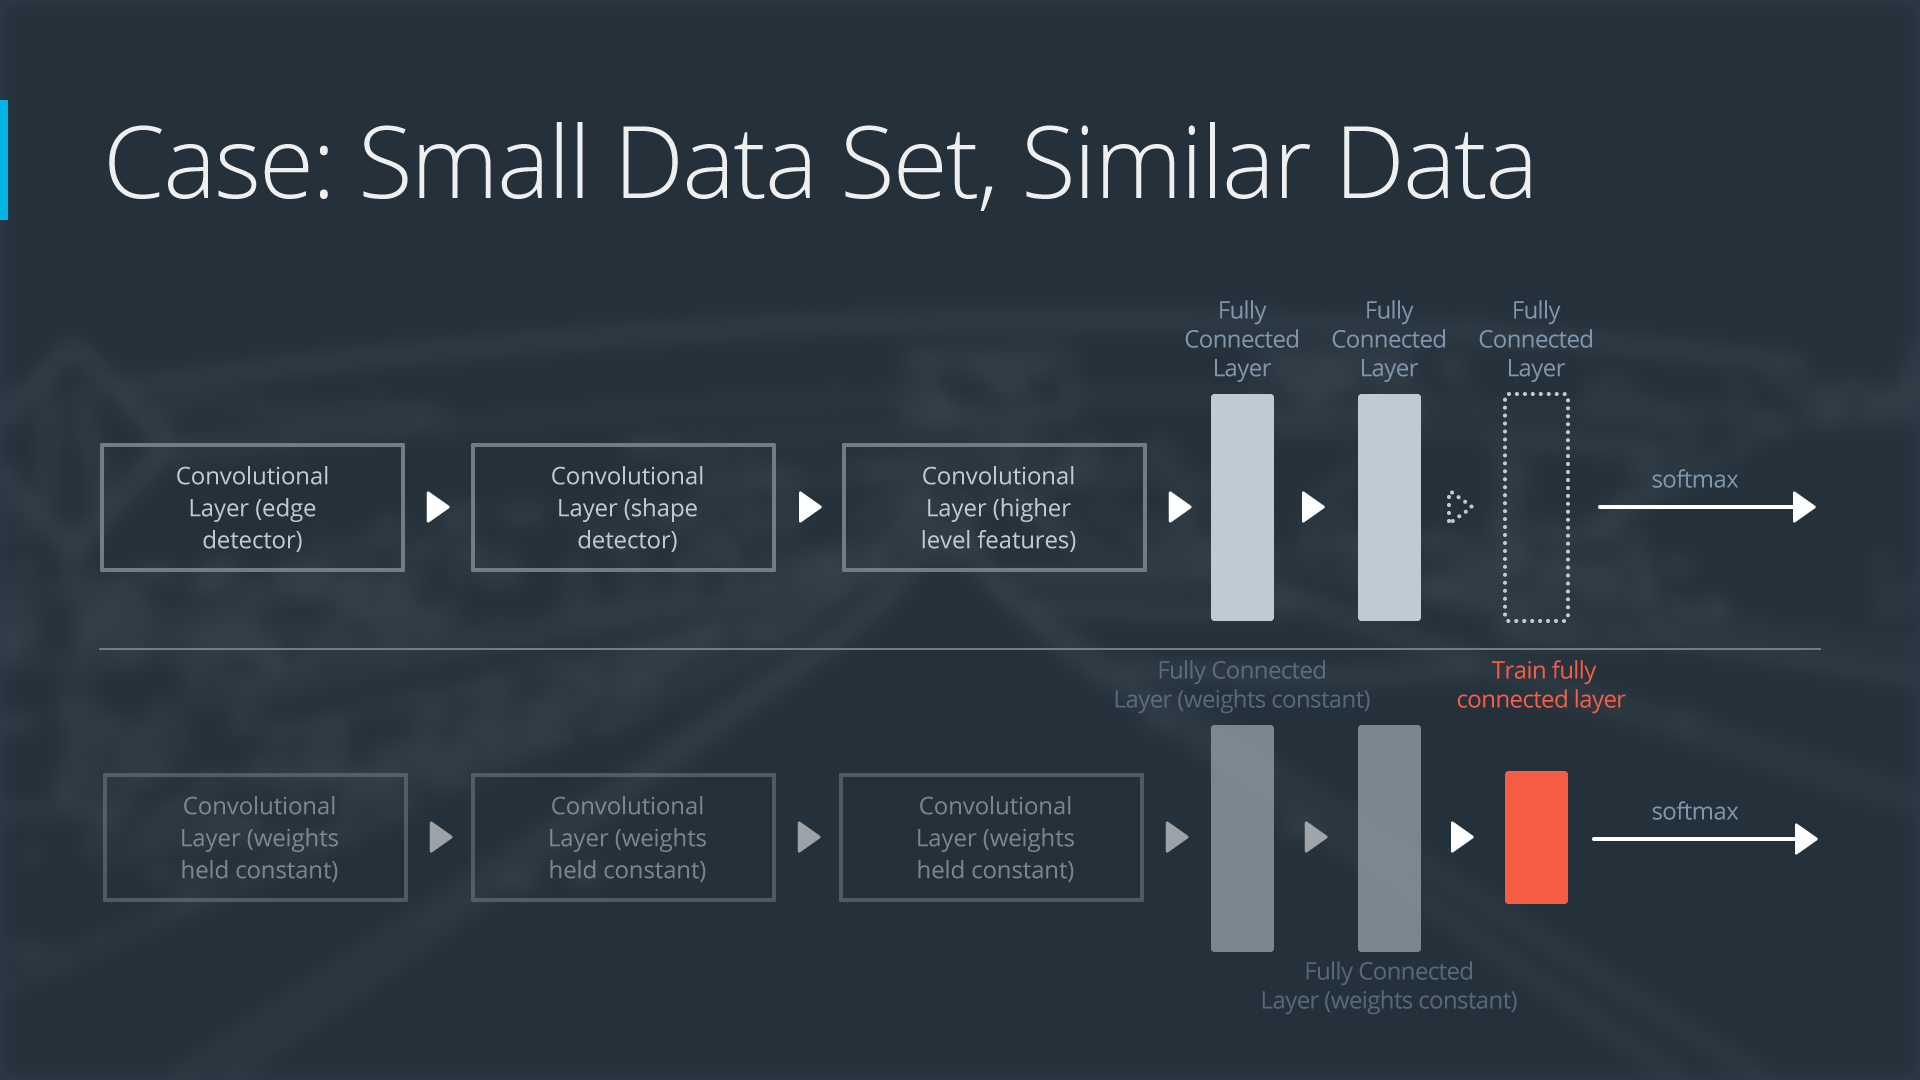 Case: Small Data Set, Similar Data
Fully
Connected
Layer
Fully
Connected
Layer
Fully
Connected
Layer
Convolutional
Layer (edge
detector)
Convolutional
Layer (shape
detector)
Convolutional
Layer (higher
level features)
softmax
Fully Connected
Layer (weights constant)
Train fully
connected layer
Convolutional
Layer (weights
held constant)
Convolutional
Layer (weights
held constant)
Convolutional
Layer (weights
held constant)
softmax
Fully Connected
Layer (weights constant)